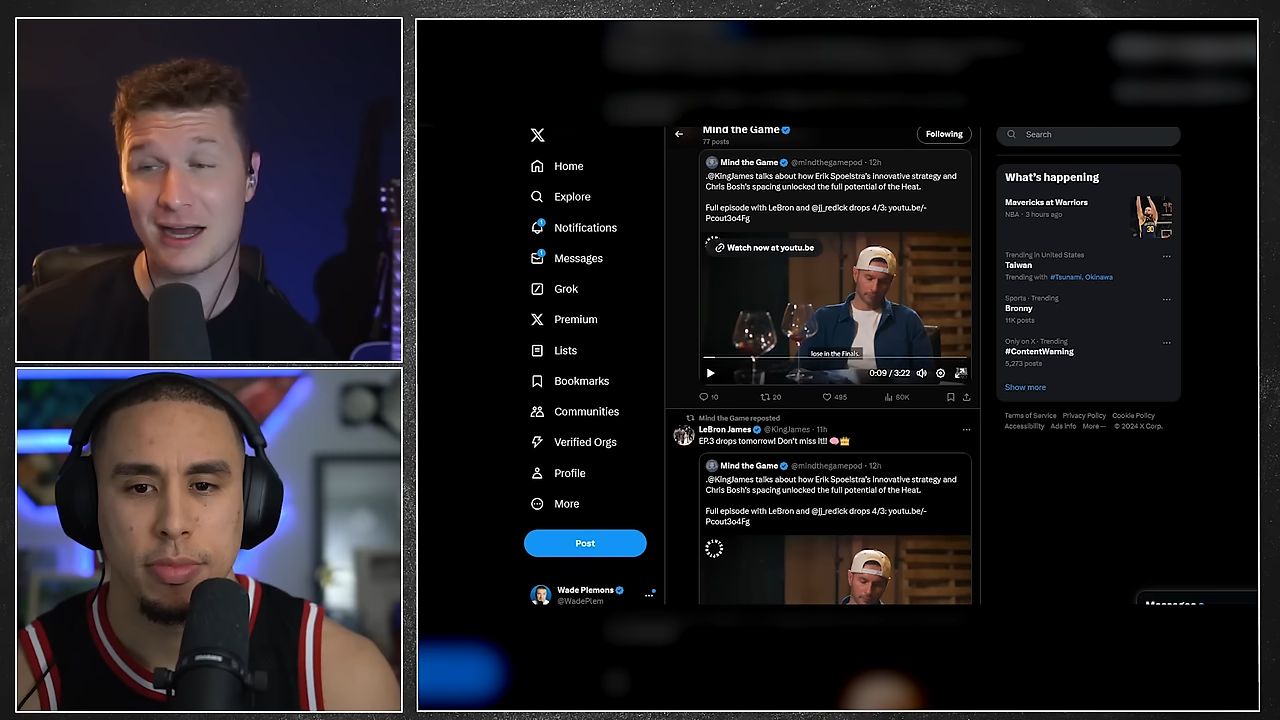 Home
Explore
Notifications
Messages
Grok
Premium
Lists
Bookmarks
Communities
Verified Orgs
Profile
More
Post
Wade Plemons
@WadePlem
Mind the Game
77 posts
Following
Mind the Game @mindthegamepod · 12h
.@KingJames talks about how Erik Spoelstra's innovative strategy and
Chris Bosh's spacing unlocked the full potential of the Heat.
Full episode with LeBron and @jj_redick drops 4/3: youtu.be/-
Pcout3o4Fg
Watch now at youtu.be
lose in the Finals.
0:09 / 3:22
10
20
495
80K
Mind the Game reposted
LeBron James @KingJames · 11h
EP.3 drops tomorrow! Don't miss it!! 🧠👑
Mind the Game @mindthegamepod · 12h
.@KingJames talks about how Erik Spoelstra's innovative strategy and
Chris Bosh's spacing unlocked the full potential of the Heat.
Full episode with LeBron and @jj_redick drops 4/3: youtu.be/-
Pcout3o4Fg
Search
What's happening
Mavericks at Warriors
NBA · 3 hours ago
Trending in United States
Taiwan
Trending with #Tsunami, Okinawa
Sports · Trending
Bronny
11K posts
Only on X · Trending
#ContentWarning
5,273 posts
Show more
Terms of Service Privacy Policy Cookie Policy
Accessibility Ads info More··· © 2024 X Corp.
Messages